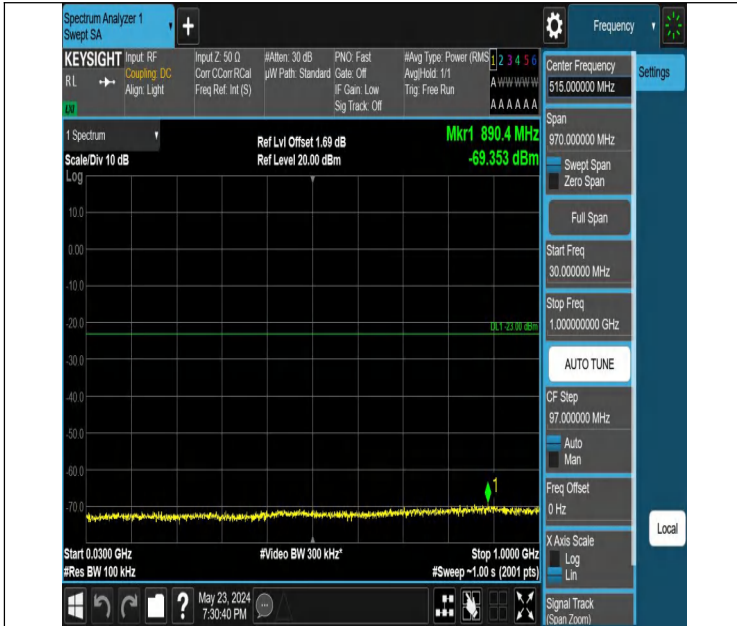 Spectrum Analyzer 1
Swept SA
+
Frequency
KEYSIGHT
RL
Input: RF
Coupling: DC
Align: Light
Input Z: 50 Ω
Corr CCorr RCal
Freq Ref: Int (S)
#Atten: 30 dB
µW Path: Standard
PNO: Fast
Gate: Off
IF Gain: Low
Sig Track: Off
#Avg Type: Power (RMS
Avg|Hold: 1/1
Trig: Free Run
1 2 3 4 5 6
A W W W W W
A A A A A A
1 Spectrum
Scale/Div 10 dB
Log
Ref Lvl Offset 1.69 dB
Ref Level 20.00 dBm
Mkr1 890.4 MHz
-69.353 dBm
10.0
0.00
-10.0
-20.0
DL1 -23.00 dBm
-30.0
-40.0
-50.0
-60.0
1
-70.0
Start 0.0300 GHz
#Res BW 100 kHz
#Video BW 300 kHz*
Stop 1.0000 GHz
#Sweep ~1.00 s (2001 pts)
?
May 23, 2024
7:30:40 PM
Center Frequency
515.000000 MHz
Span
970.000000 MHz
Swept Span
Zero Span
Full Span
Start Freq
30.000000 MHz
Stop Freq
1.000000000 GHz
AUTO TUNE
CF Step
97.000000 MHz
Auto
Man
Freq Offset
0 Hz
X Axis Scale
Log
Lin
Signal Track
(Span Zoom)
Settings
Local